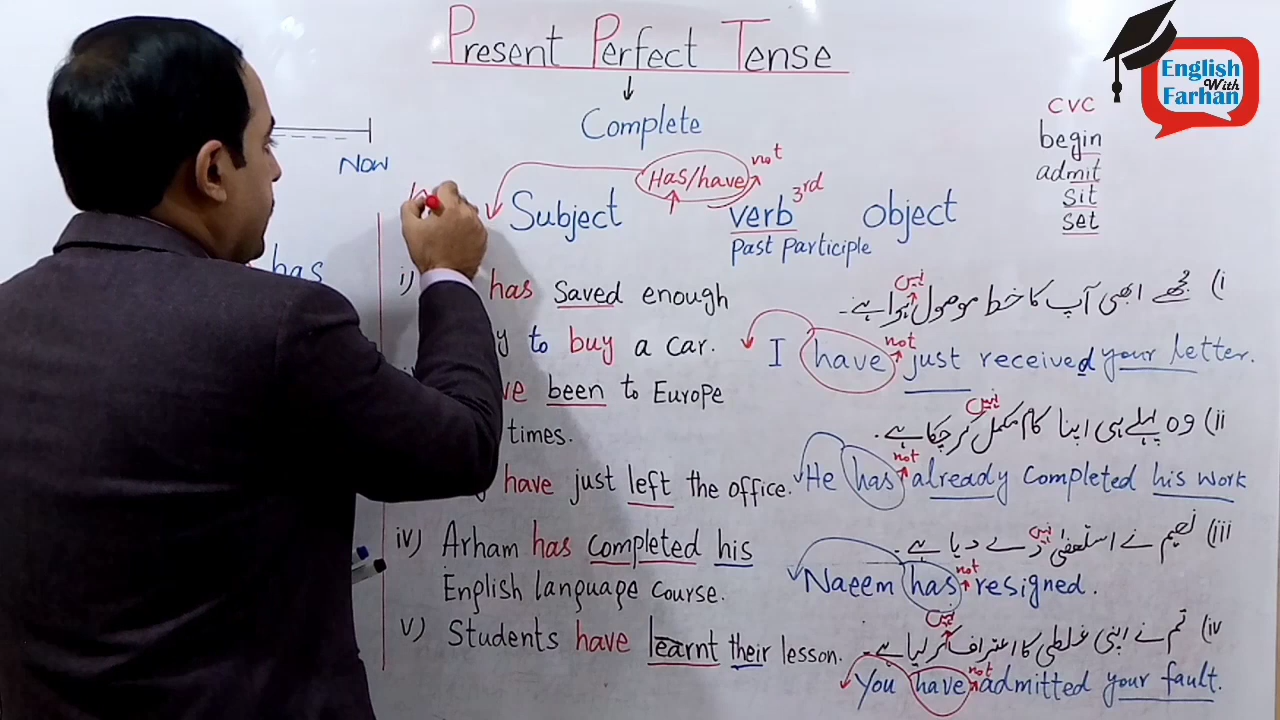 Present Perfect Tense
English
With
Farhan
Complete
CVC
begin
admit
sit
set
Now
Has/have not
Subject verb 3rd object
Past Participle
has
i) has saved enough
y to buy a car.
been to Europe
times.
have just left the office.
iv) Arham has completed his
English language course.
v) Students have learnt their lesson.
i) مجھے ابھی آپ کا خط موصول نہیں ہوا ہے۔
I have not just received your letter.
ii) وہ پہلے ہی اپنا کام مکمل نہیں کر چکا ہے۔
He has not already completed his work
iii) نعیم نے استعفیٰ نہیں دے دیا ہے۔
Naeem has not resigned.
iv) تم نے اپنی غلطی کا اعتراف نہیں کر لیا ہے۔
You have not admitted your fault.